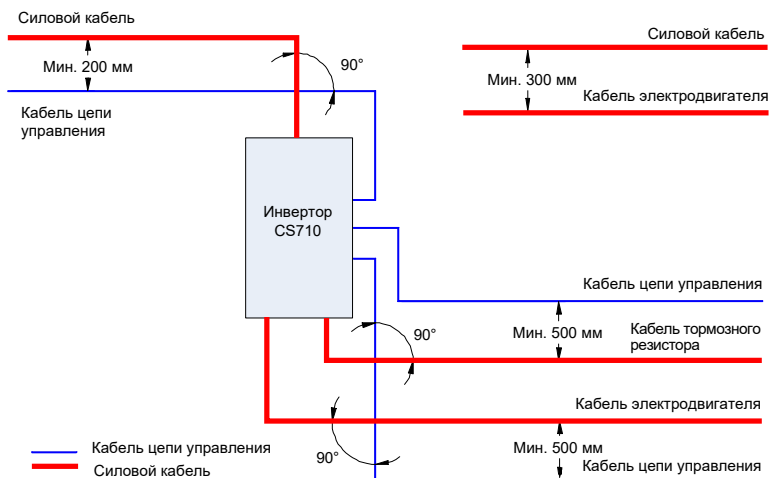 Силовой кабель
Мин. 200 мм
90°
Кабель цепи
управления
Силовой кабель
Мин. 300 мм
Кабель электродвигателя
Инвертор
CS710
Кабель цепи управления
Мин. 500 мм
Кабель тормозного
резистора
90°
Кабель электродвигателя
Мин. 500 мм
Кабель цепи управления
90°
Кабель цепи управления
Силовой кабель